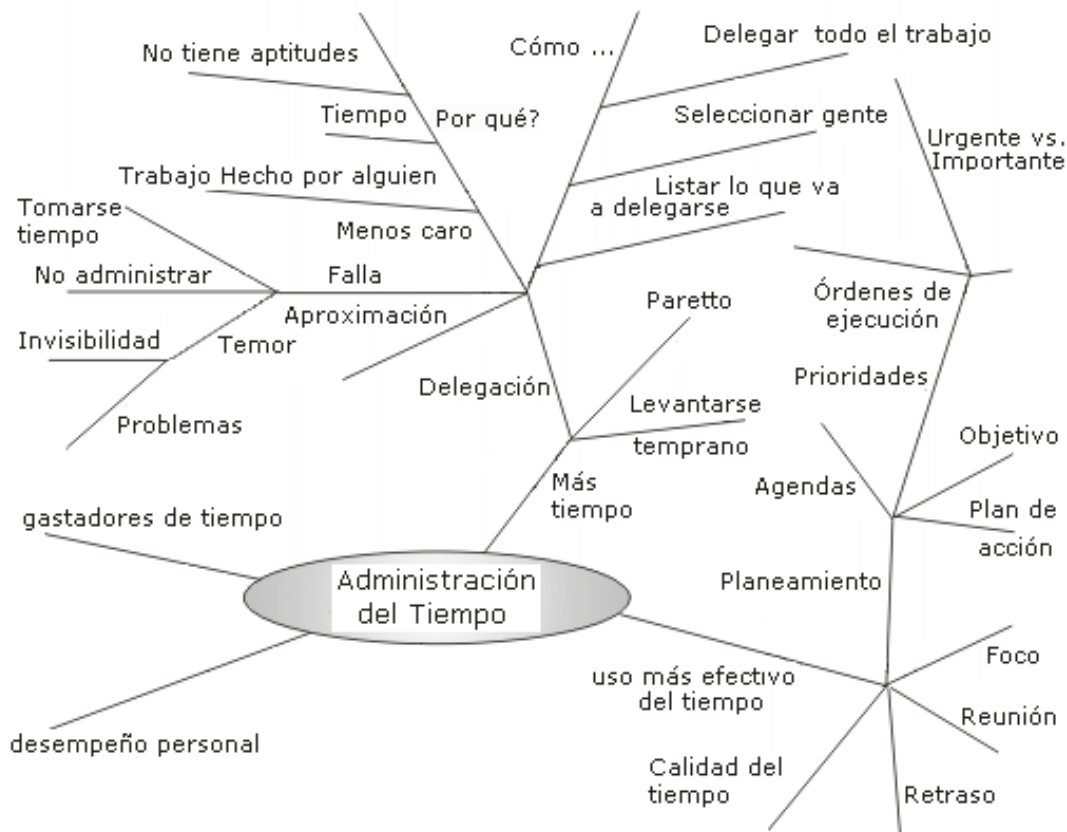 Cómo ...
Delegar todo el trabajo
No tiene aptitudes
Tiempo
Por qué?
Seleccionar gente
Urgente vs.
Importante
Trabajo Hecho por alguien
Listar lo que va
a delegarse
Tomarse
tiempo
Menos caro
No administrar
Falla
Aproximación
Paretto
Órdenes de
ejecución
Invisibilidad
Temor
Delegación
Prioridades
Levantarse
temprano
Problemas
Objetivo
Más
tiempo
Agendas
Plan de
acción
gastadores de tiempo
Administración
del Tiempo
Planeamiento
uso más efectivo
del tiempo
Foco
Reunión
desempeño personal
Calidad del
tiempo
Retraso